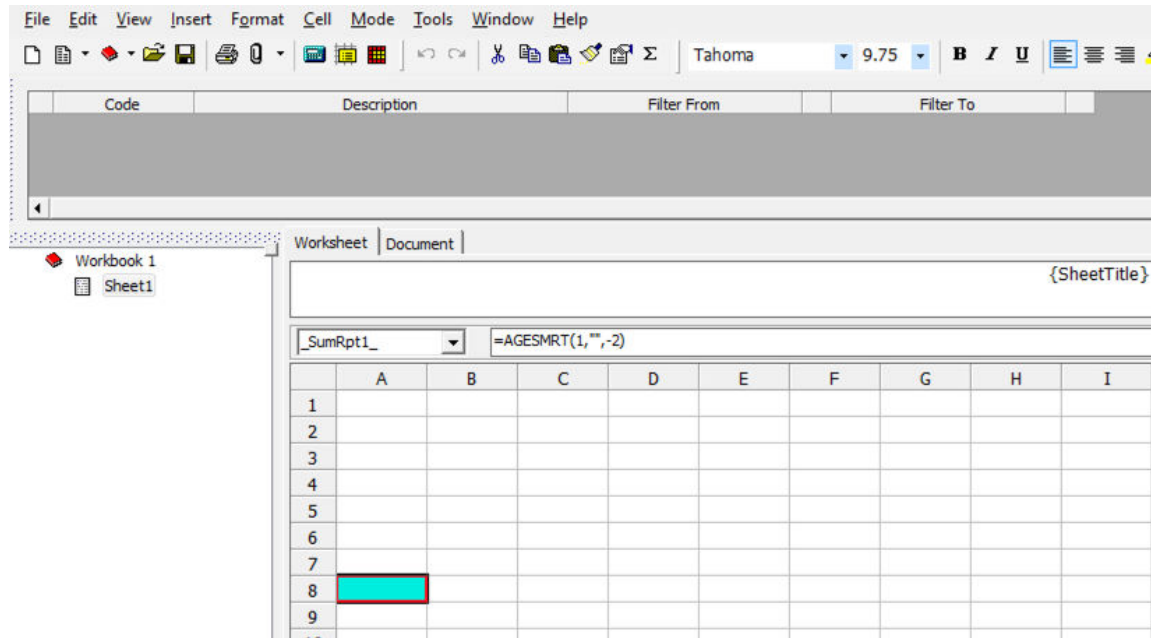 File Edit View Insert Format Cell Mode Tools Window Help
Σ Tahoma 9.75 B I U
Code Description Filter From Filter To
Workbook 1
Sheet1
Worksheet Document
{SheetTitle}
_SumRpt1_ =AGESMRT(1,"",-2)
A B C D E F G H I
1
2
3
4
5
6
7
8
9